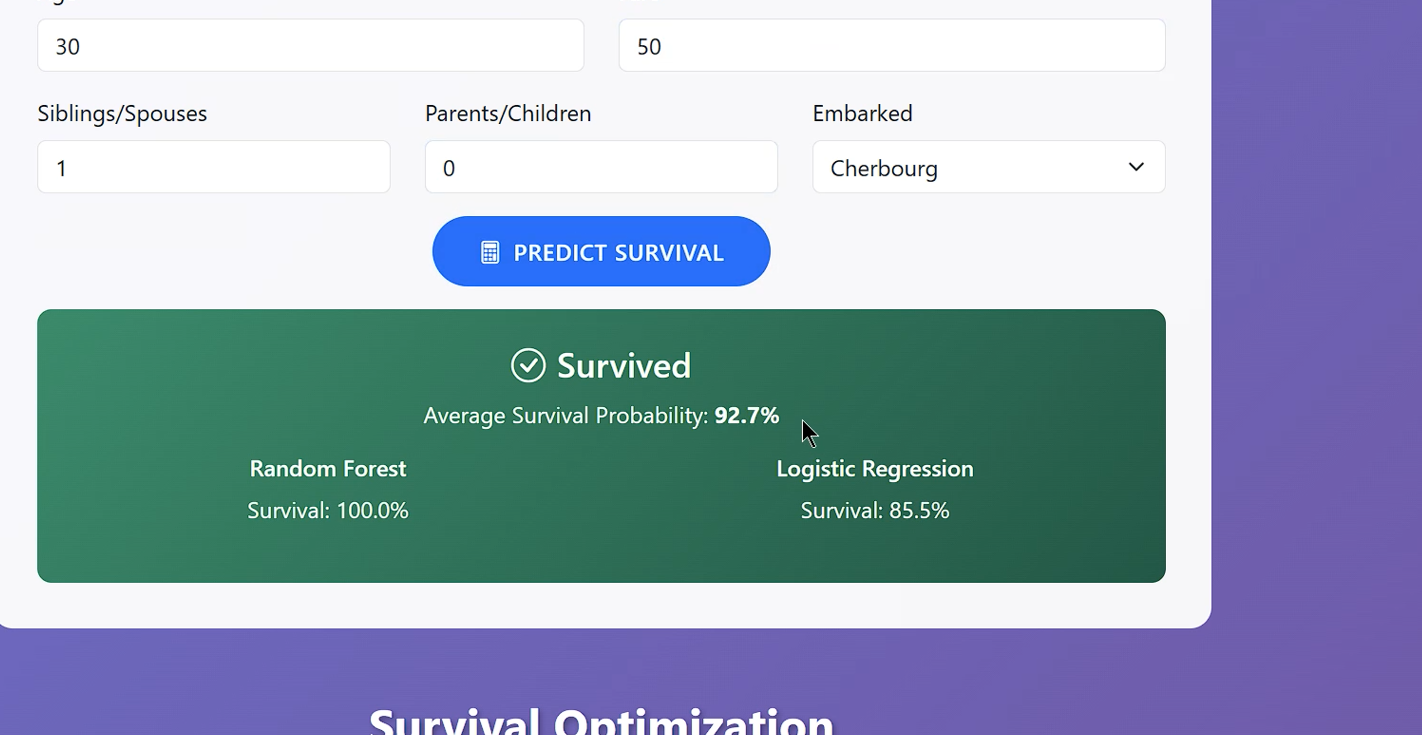 30
50
Siblings/Spouses
Parents/Children
Embarked
1
0
Cherbourg
PREDICT SURVIVAL
Survived
Average Survival Probability: 92.7%
Random Forest
Logistic Regression
Survival: 100.0%
Survival: 85.5%
Survival Optimization